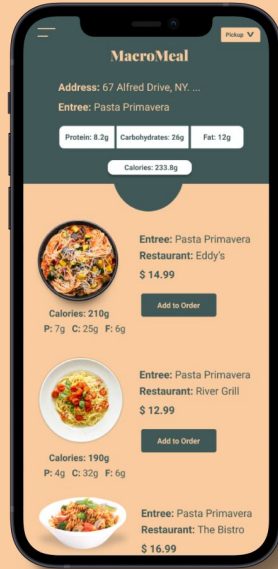 Pickup V
MacroMeal
Address: 67 Alfred Drive, NY. ...
Entree: Pasta Primavera
Protein: 8.2g Carbohydrates: 26g Fat: 12g
Calories: 233.8g
Entree: Pasta Primavera
Restaurant: Eddy's
$ 14.99
Add to Order
Calories: 210g
P: 7g C: 25g F: 6g
Entree: Pasta Primavera
Restaurant: River Grill
$ 12.99
Add to Order
Calories: 190g
P: 4g C: 32g F: 6g
Entree: Pasta Primavera
Restaurant: The Bistro
$ 16.99